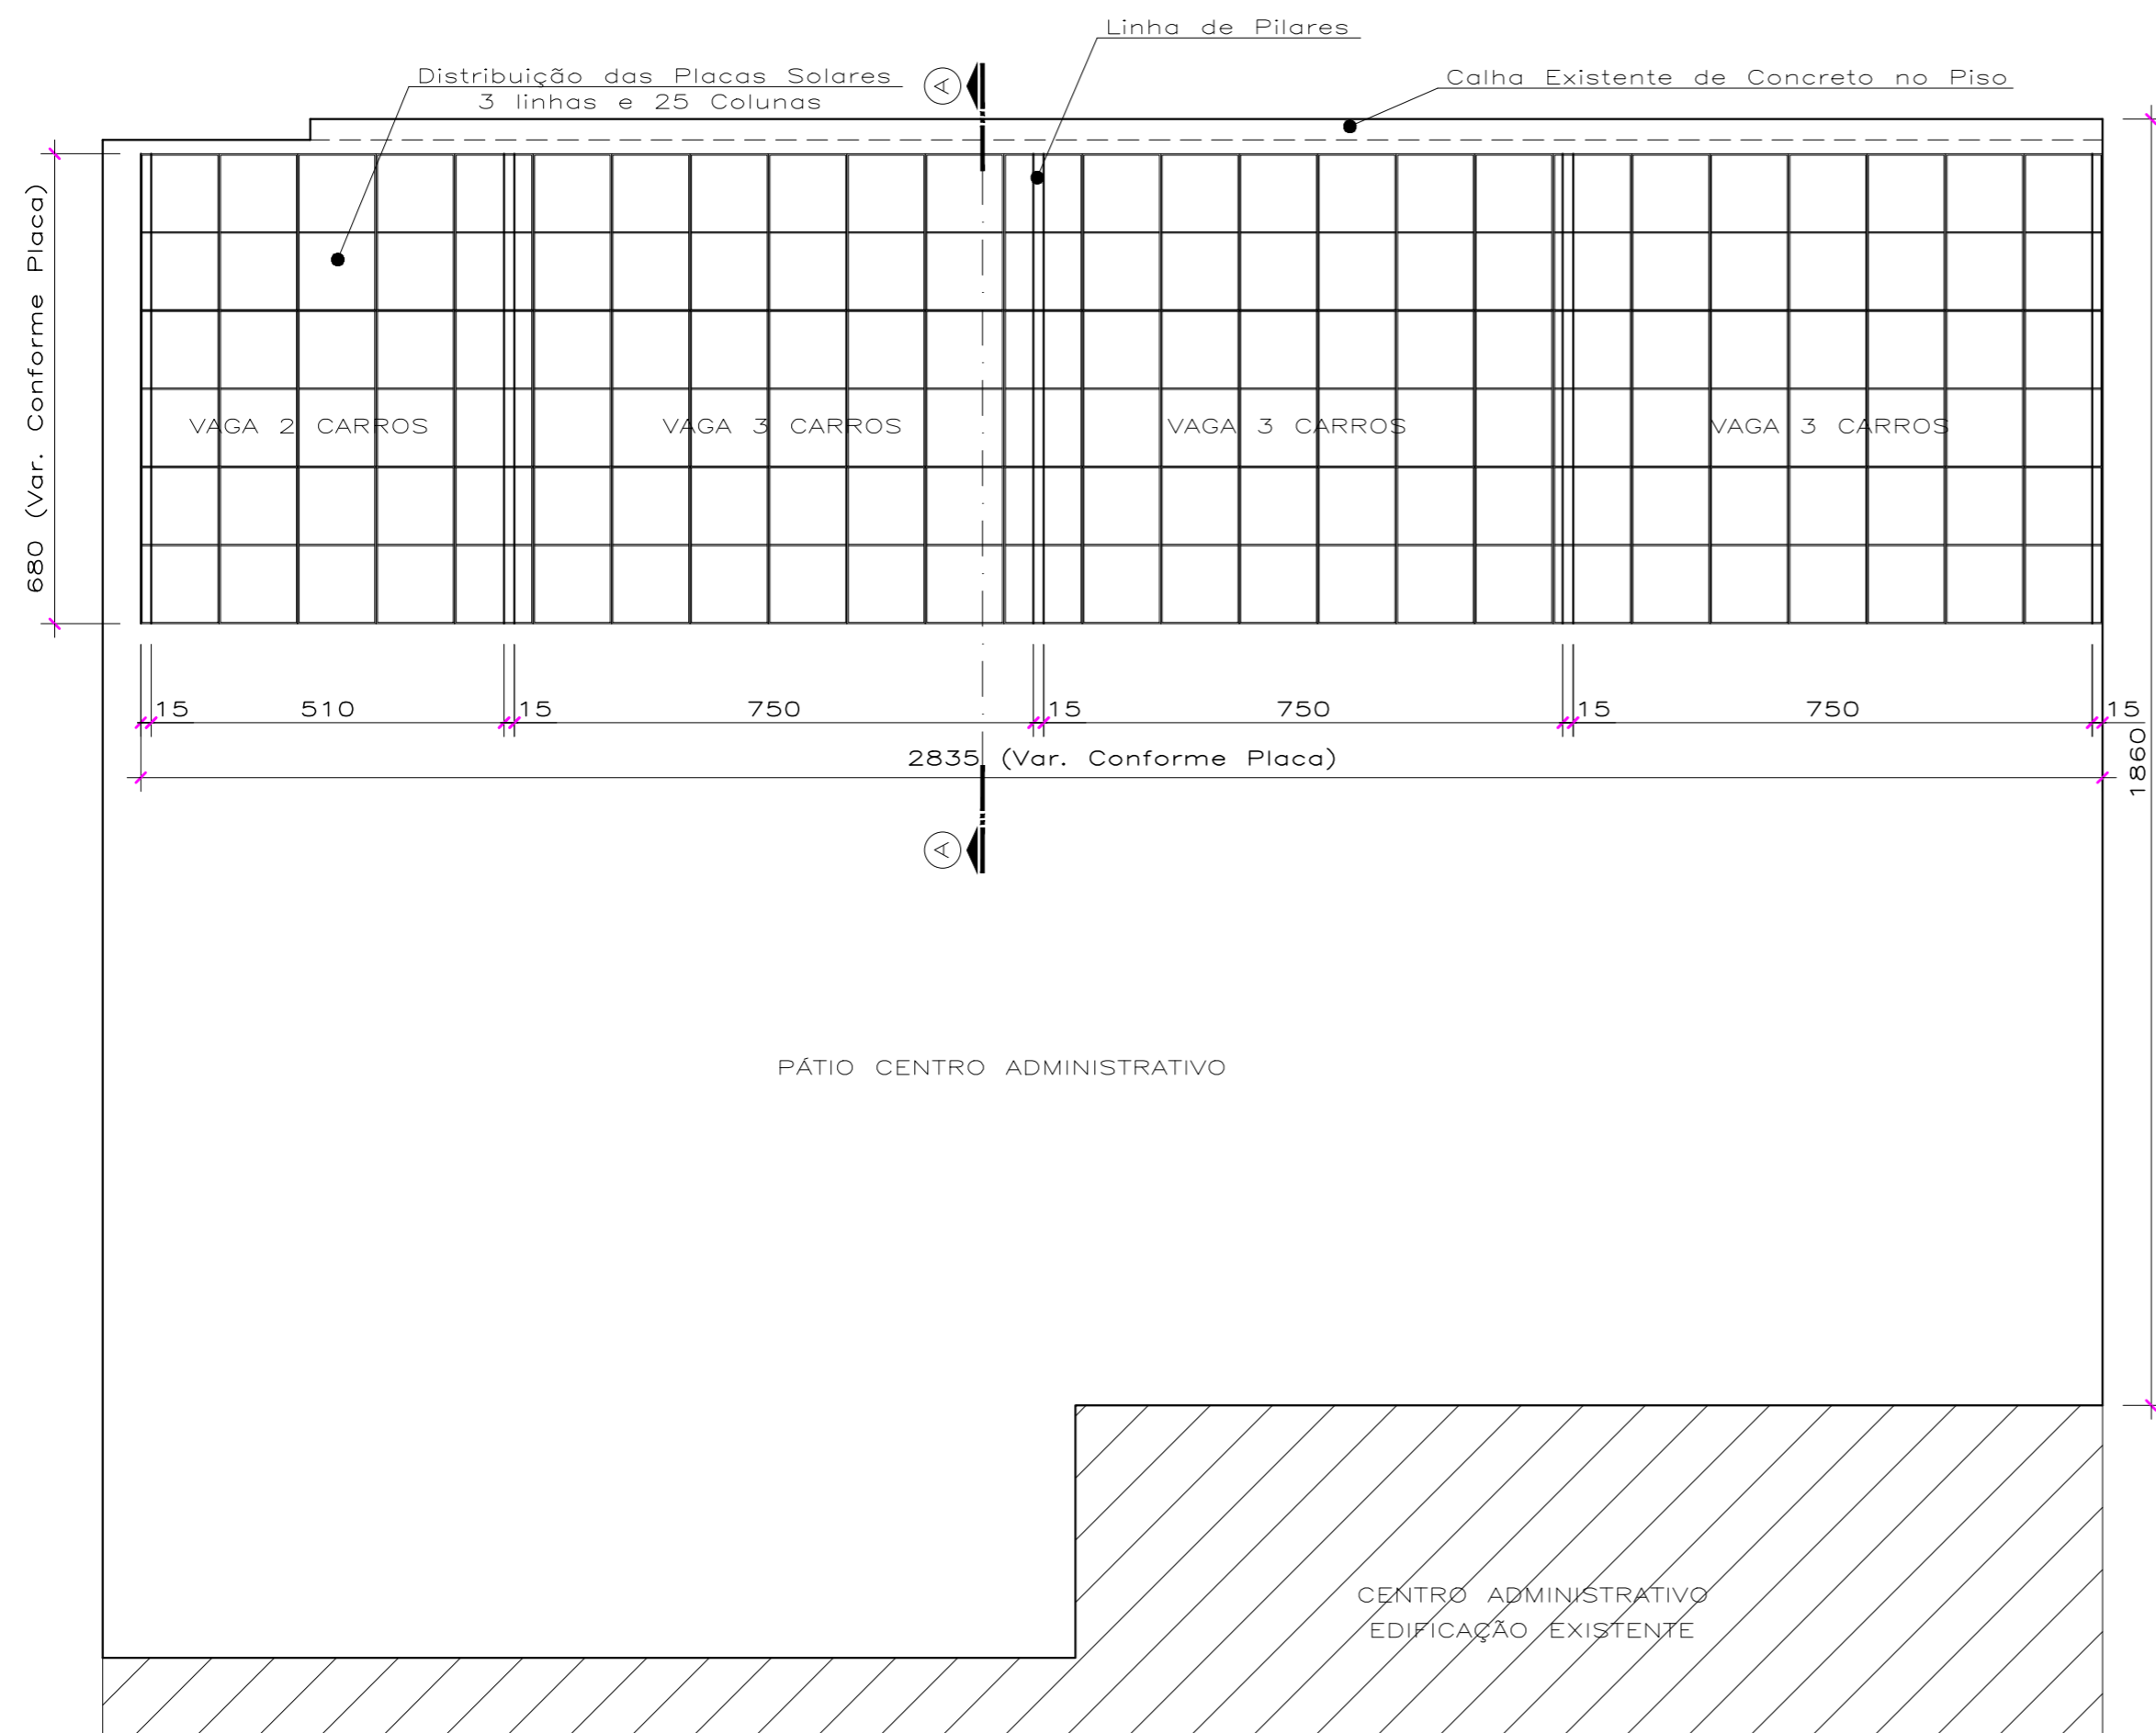 Linha de Pilares
Distribuição das Placas Solares
3 linhas e 25 Colunas
A
Calha Existente de Concreto no Piso
680 (Var. Conforme Placa)
VAGA 2 CARROS
VAGA 3 CARROS
VAGA 3 CARROS
VAGA 3 CARROS
15
510
15
750
15
750
15
750
15
2835 (Var. Conforme Placa)
1860
A
PÁTIO CENTRO ADMINISTRATIVO
CENTRO ADMINISTRATIVO
EDIFICAÇÃO EXISTENTE